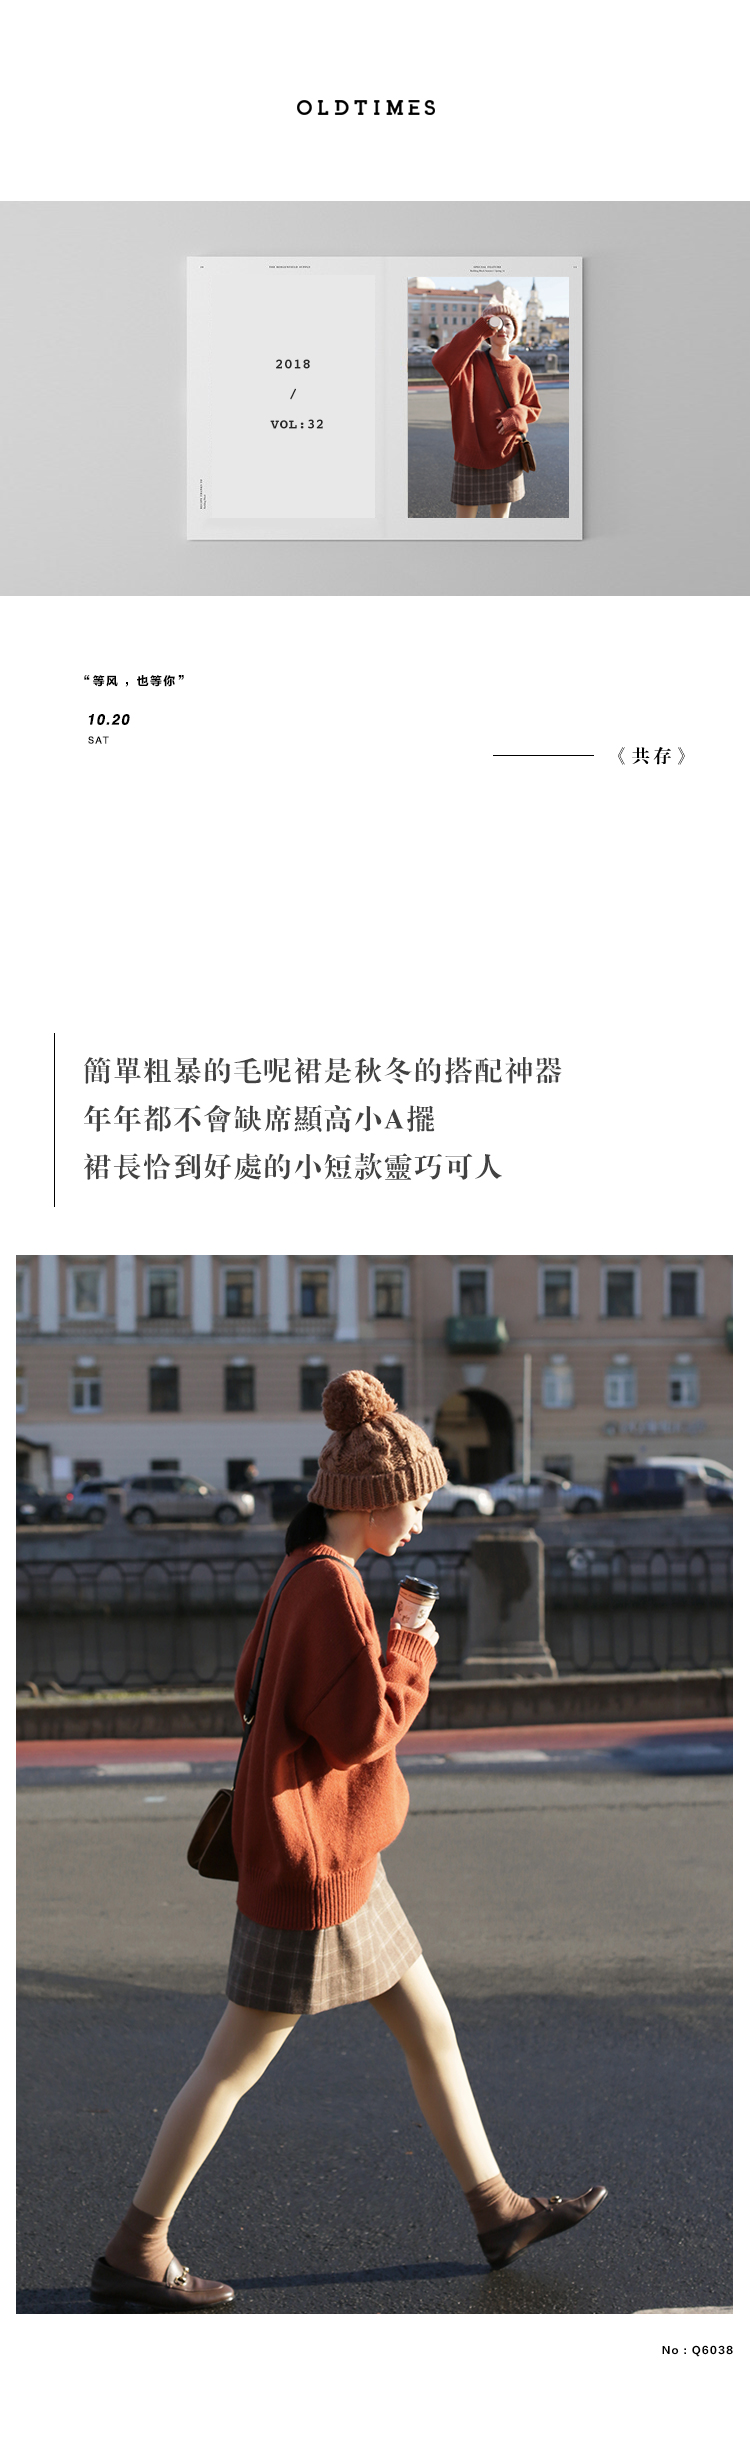 OLDTIMES
2018
/
VOL:32
“等风，也等你”
10.20
SAT
《共存》
簡單粗暴的毛呢裙是秋冬的搭配神器
年年都不會缺席顯高小A擺
裙長恰到好處的小短款靈巧可人
No : Q6038